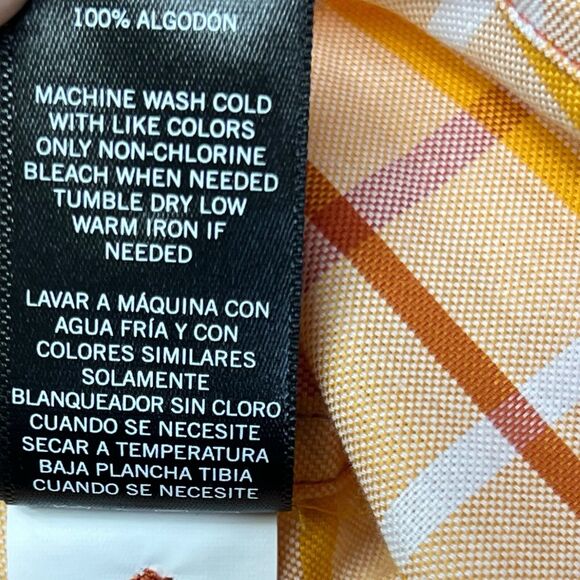 100% ALGODÓN
MACHINE WASH COLD
WITH LIKE COLORS
ONLY NON-CHLORINE
BLEACH WHEN NEEDED
TUMBLE DRY LOW
WARM IRON IF
NEEDED
LAVAR A MÁQUINA CON
AGUA FRÍA Y CON
COLORES SIMILARES
SOLAMENTE
BLANQUEADOR SIN CLORO
CUANDO SE NECESITE
SECAR A TEMPERATURA
BAJA PLANCHA TIBIA
CUANDO SE NECESITE